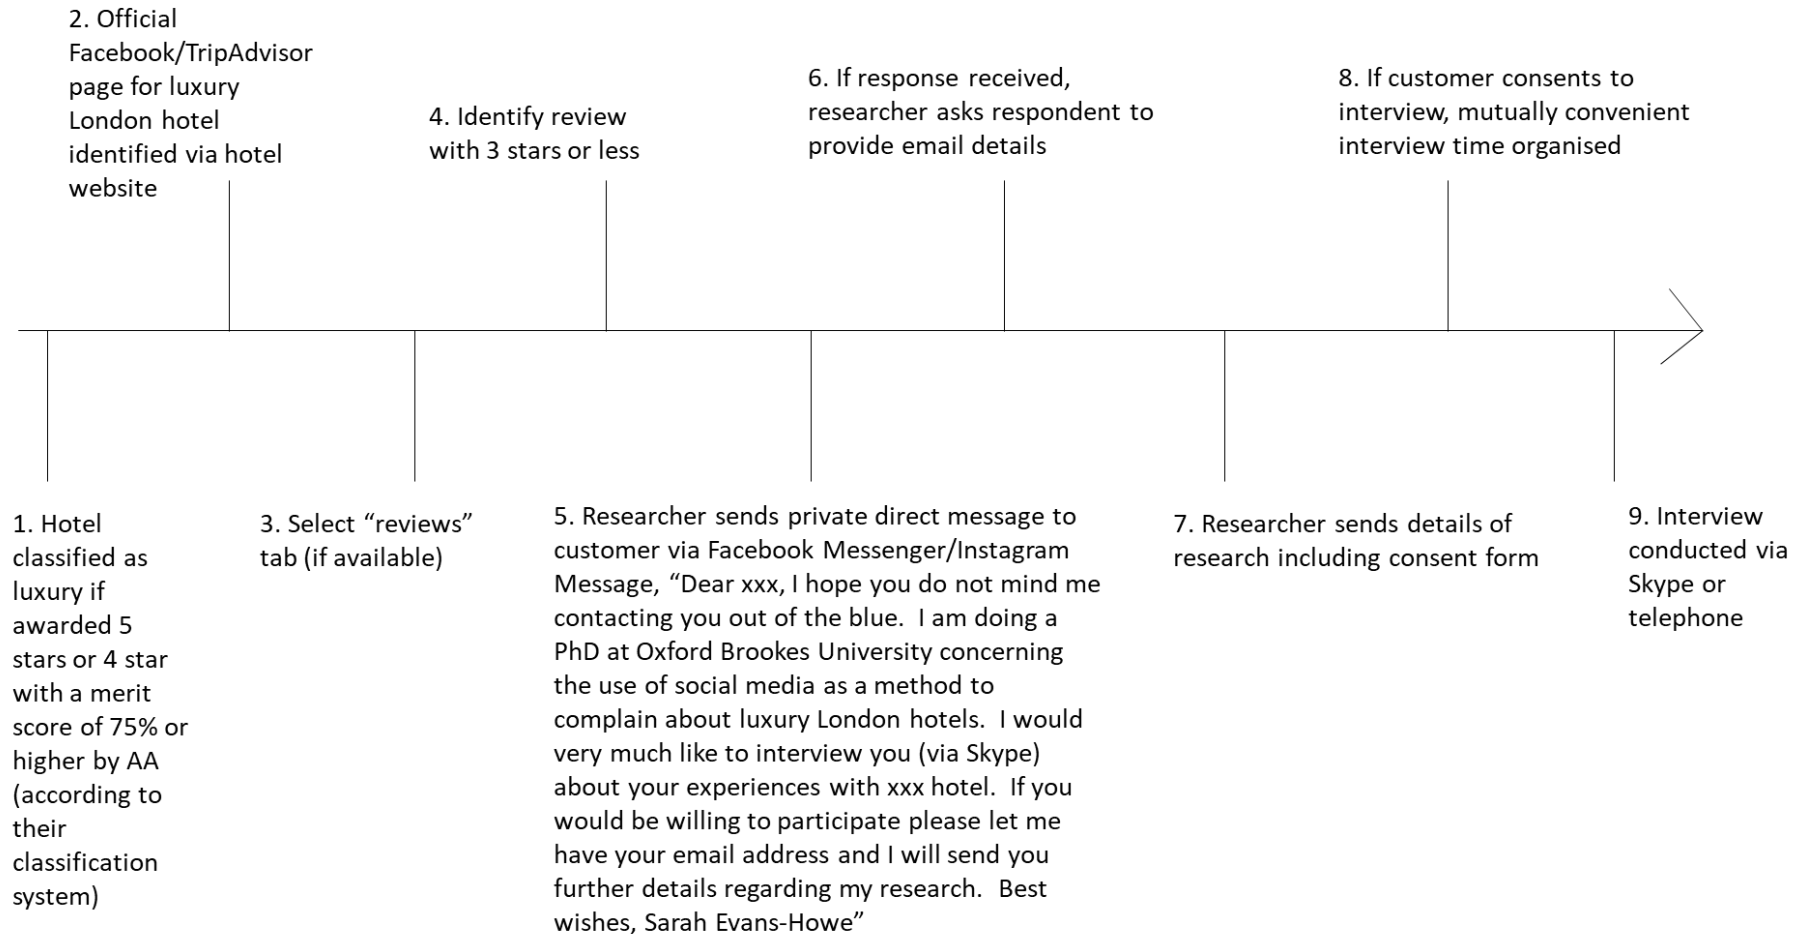 2. Official
Facebook/TripAdvisor
page for luxury
London hotel
identified via hotel
website
4. Identify review
with 3 stars or less
6. If response received,
researcher asks respondent to
provide email details
8. If customer consents to
interview, mutually convenient
interview time organised
1. Hotel
classified as
luxury if
awarded 5
stars or 4 star
with a merit
score of 75% or
higher by AA
(according to
their
classification
system)
3. Select “reviews”
tab (if available)
5. Researcher sends private direct message to
customer via Facebook Messenger/Instagram
Message, “Dear xxx, I hope you do not mind me
contacting you out of the blue.  I am doing a
PhD at Oxford Brookes University concerning
the use of social media as a method to
complain about luxury London hotels.  I would
very much like to interview you (via Skype)
about your experiences with xxx hotel.  If you
would be willing to participate please let me
have your email address and I will send you
further details regarding my research.  Best
wishes, Sarah Evans-Howe”
7. Researcher sends details of
research including consent form
9. Interview
conducted via
Skype or
telephone